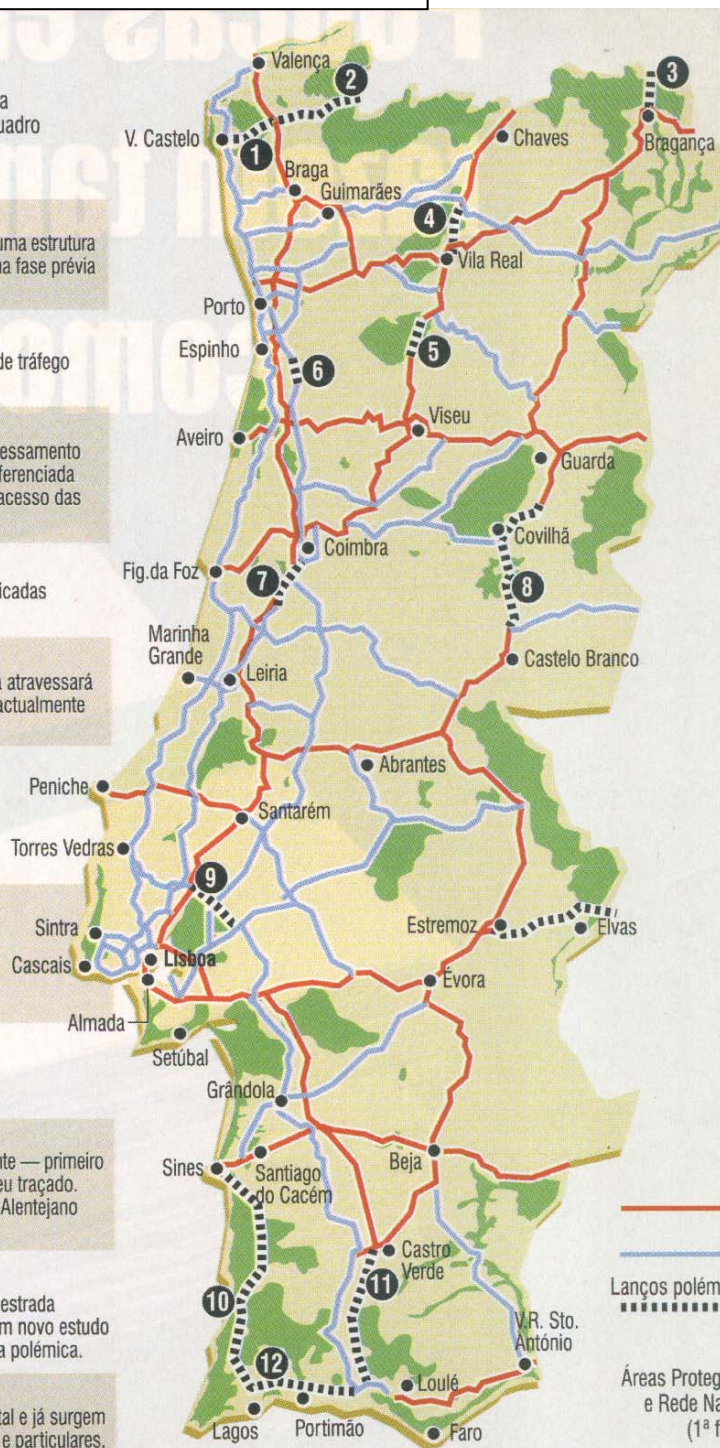 a
uadro
uma estrutura
na fase prévia
de tráfego
essamento
ferenciada
acesso das
icadas
a atravessará
actualmente
nte — primeiro
eu traçado.
Alentejano
estrada
m novo estudo
a polémica.
tal e já surgem
e particulares,
Valença
2
3
V. Castelo
1
Chaves
Bragança
Braga
Guimarães
4
Vila Real
Porto
Espinho
5
6
Viseu
Aveiro
Guarda
Coimbra
Covilhã
Fig.da Foz
7
8
Marinha
Grande
Leiria
Castelo Branco
Abrantes
Peniche
Santarém
Torres Vedras
9
Sintra
Estremoz
Elvas
Cascais
Lisboa
Évora
Almada
Setúbal
Grândola
Sines
Santiago
do Cacém
Beja
Castro
Verde
10
11
12
V.R. Sto.
António
Loulé
Lagos
Portimão
Faro
Lanços polém
Áreas Proteg
e Rede Na
(1ª f